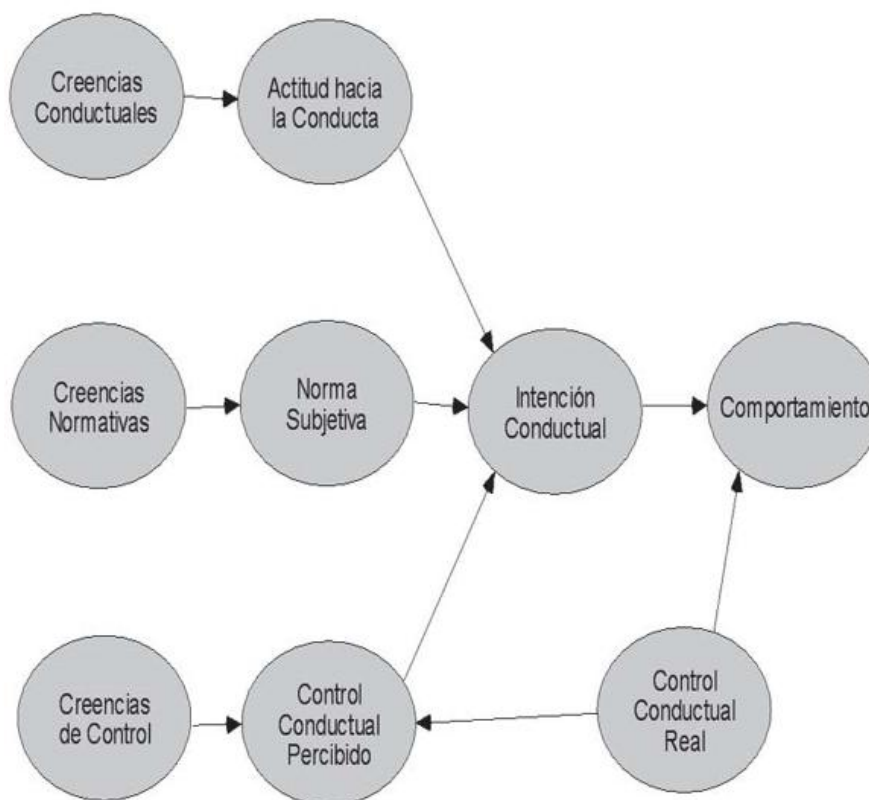 Creencias
Conductuales
Actitud hacia
la Conducta
Creencias
Normativas
Norma
Subjetiva
Intención
Conductual
Comportamiento
Creencias
de Control
Control
Conductual
Percibido
Control
Conductual
Real